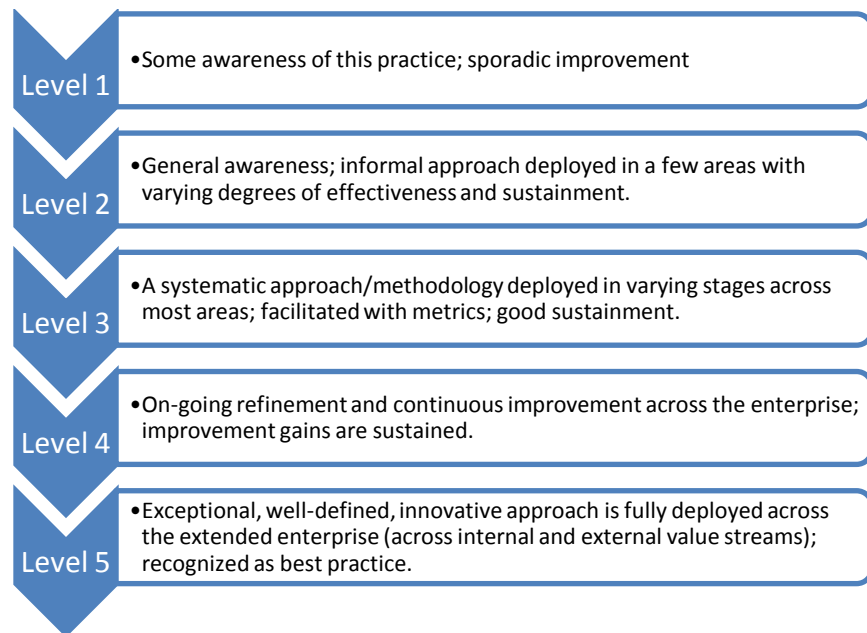 Level 1
•Some awareness of this practice; sporadic improvement
Level 2
•General awareness; informal approach deployed in a few areas with
varying degrees of effectiveness and sustainment.
Level 3
•A systematic approach/methodology deployed in varying stages across
most areas; facilitated with metrics; good sustainment.
Level 4
•On-going refinement and continuous improvement across the enterprise;
improvement gains are sustained.
Level 5
•Exceptional, well-defined, innovative approach is fully deployed across
the extended enterprise (across internal and external value streams);
recognized as best practice.